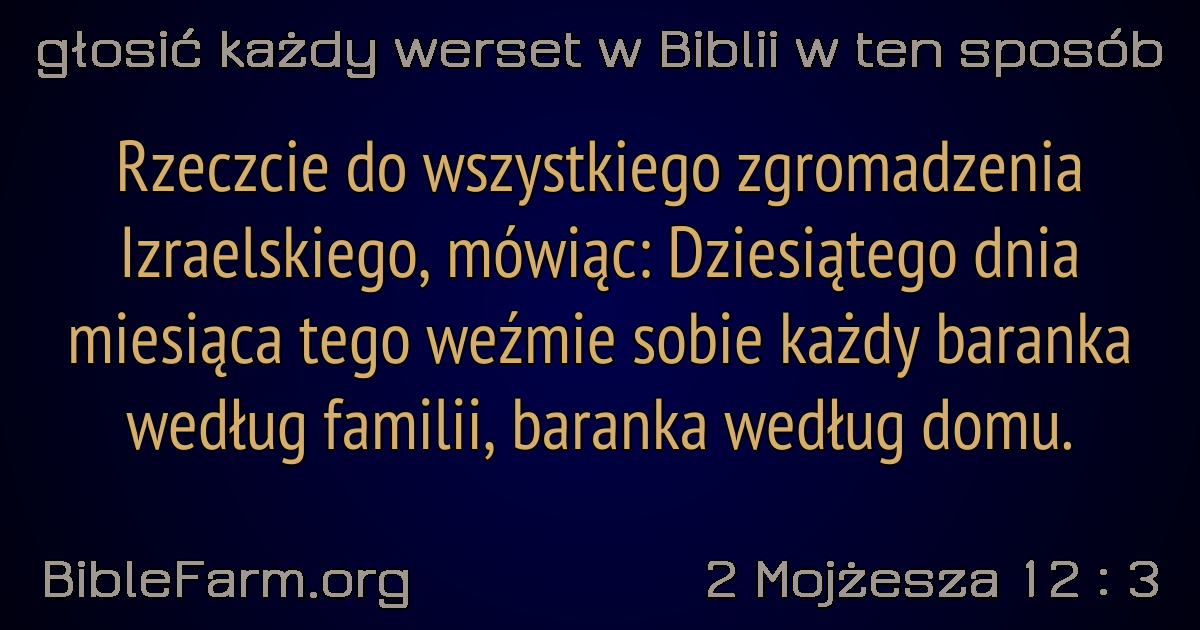 głosić każdy werset w Biblii w ten sposób
Rzeczcie do wszystkiego zgromadzenia
Izraelskiego, mówiąc: Dziesiątego dnia
miesiąca tego weźmie sobie każdy baranka
według familii, baranka według domu.
BibleFarm.org
2 Mojżesza 12 : 3